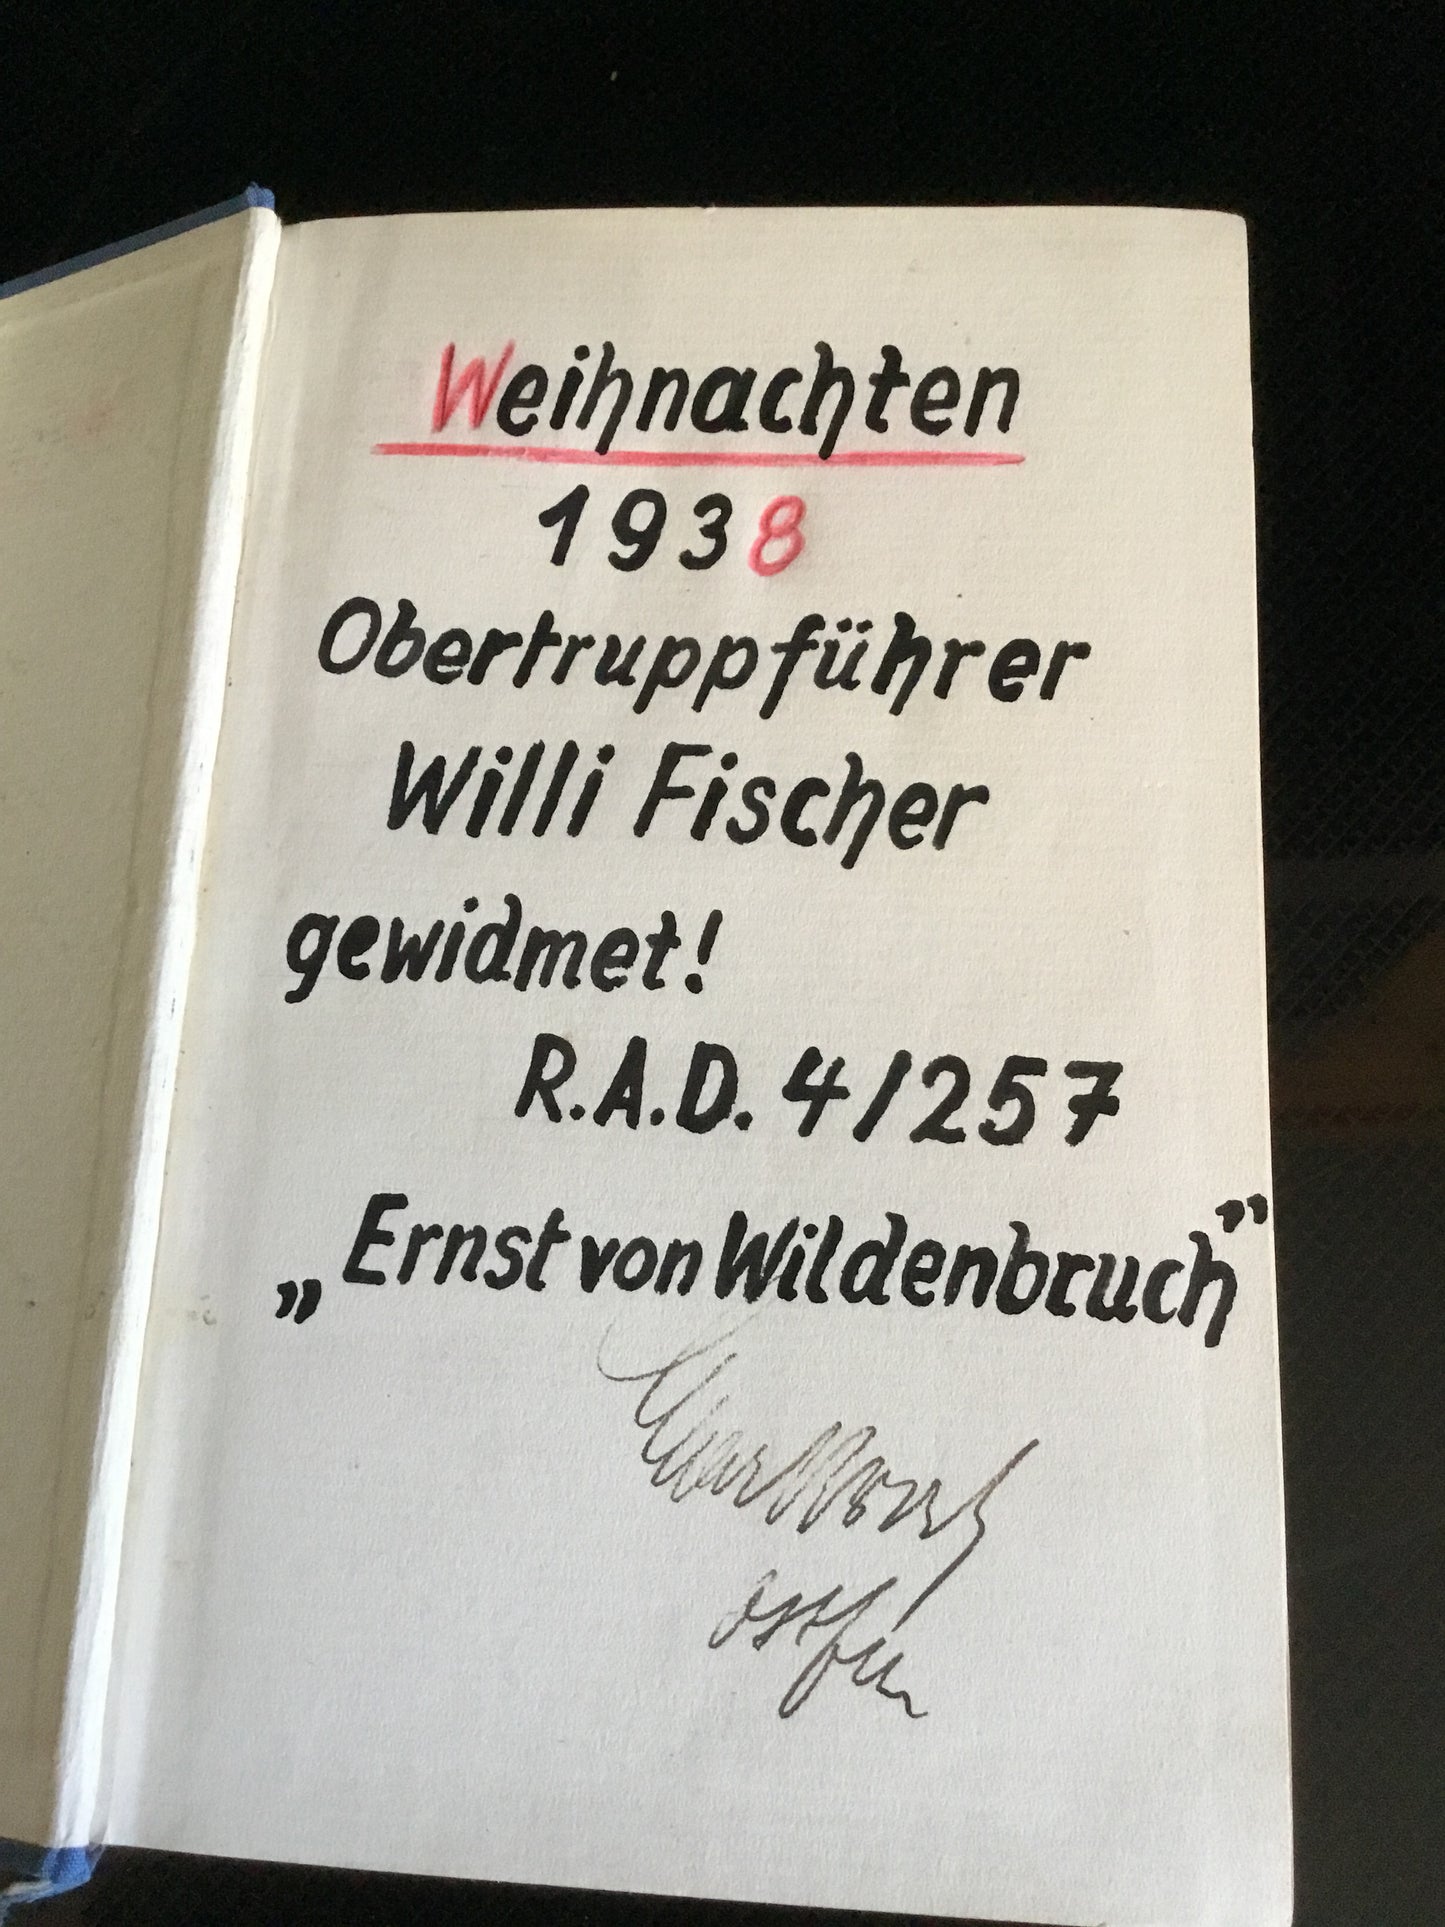 Weihnachten
1938
Obertruppführer
Willi Fischer
gewidmet!
R.A.D. 4/257
„Ernst von Wildenbruch”